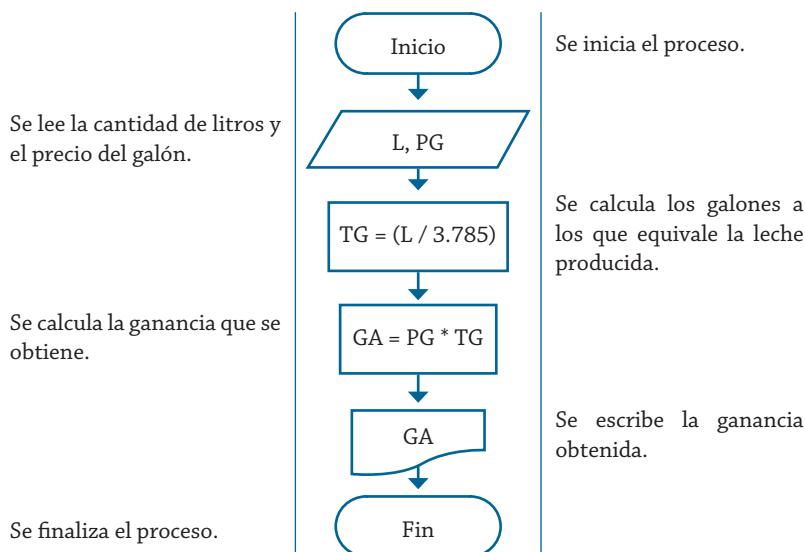 Inicio
Se inicia el proceso.
Se lee la cantidad de litros y
el precio del galón.
L, PG
TG = (L / 3.785)
Se calcula los galones a
los que equivale la leche
producida.
Se calcula la ganancia que se
obtiene.
GA = PG * TG
GA
Se escribe la ganancia
obtenida.
Se finaliza el proceso.
Fin